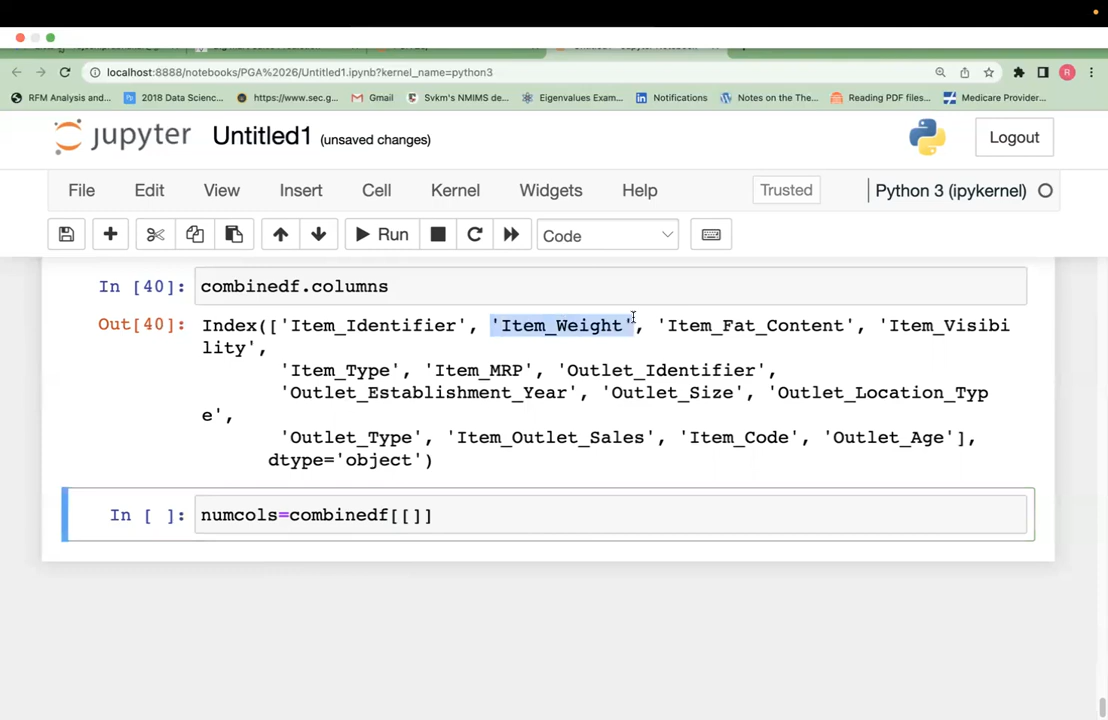 localhost:8888/notebooks/PGA%2026/Untitled1.ipynb?kernel_name=python3
RFM Analysis and... 2018 Data Scienc... https://www.sec.g... Gmail Svkm's NMIMS de... Eigenvalues Exam... Notifications Notes on the The... Reading PDF files... Medicare Provider...
jupyter Untitled1 (unsaved changes) Logout
File Edit View Insert Cell Kernel Widgets Help Trusted Python 3 (ipykernel)
Run Code
In [40]: combinedf.columns
Out[40]: Index(['Item_Identifier', 'Item_Weight', 'Item_Fat_Content', 'Item_Visibi
lity',
'Item_Type', 'Item_MRP', 'Outlet_Identifier',
'Outlet_Establishment_Year', 'Outlet_Size', 'Outlet_Location_Typ
e',
'Outlet_Type', 'Item_Outlet_Sales', 'Item_Code', 'Outlet_Age'],
dtype='object')
In [ ]: numcols=combinedf[[]]